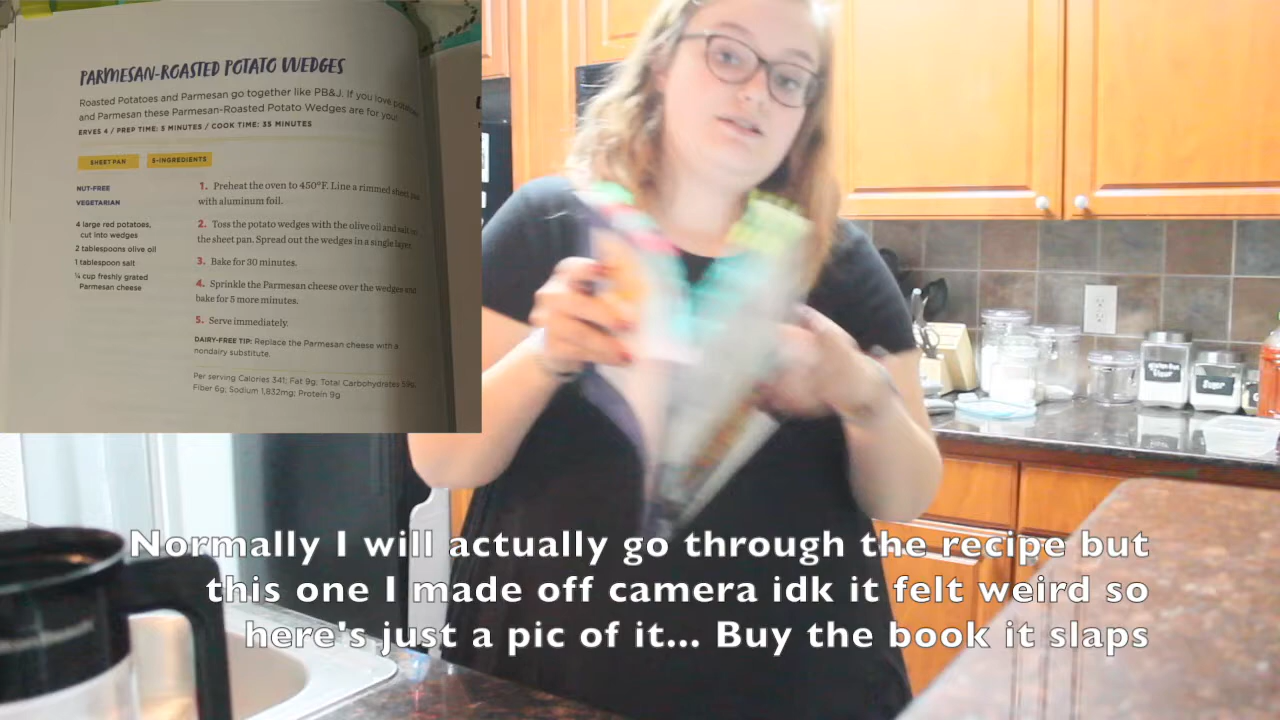 PARMESAN-ROASTED POTATO WEDGES
Roasted Potatoes and Parmesan go together like PB&J. If you love potatoes
and Parmesan these Parmesan-Roasted Potato Wedges are for you!
ERVES 4 / PREP TIME: 5 MINUTES / COOK TIME: 35 MINUTES
SHEET PAN
5-INGREDIENTS
NUT-FREE
VEGETARIAN
4 large red potatoes,
cut into wedges
2 tablespoons olive oil
1 tablespoon salt
¼ cup freshly grated
Parmesan cheese
1. Preheat the oven to 450°F. Line a rimmed sheet pan
with aluminum foil.
2. Toss the potato wedges with the olive oil and salt on
the sheet pan. Spread out the wedges in a single layer.
3. Bake for 30 minutes.
4. Sprinkle the Parmesan cheese over the wedges and
bake for 5 more minutes.
5. Serve immediately.
DAIRY-FREE TIP: Replace the Parmesan cheese with a
nondairy substitute.
Per serving Calories 341; Fat 9g; Total Carbohydrates
Fiber 6g; Sodium 1,832mg; Protein 9g
Sugar
Normally I will actually go through the recipe but
this one I made off camera idk it felt weird so
here's just a pic of it... Buy the book it slaps